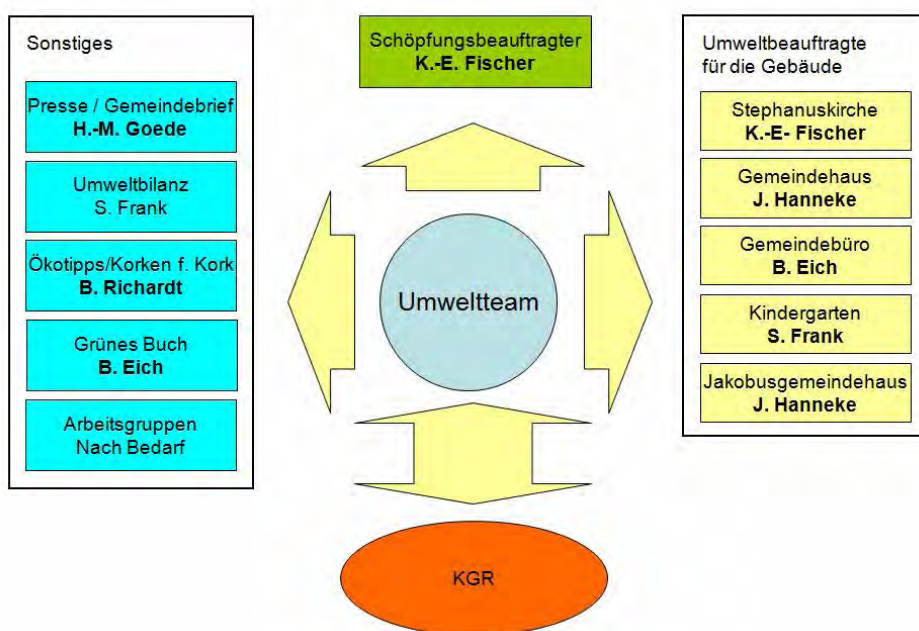 Sonstiges
Presse / Gemeindebrief
H.-M. Goede
Umweltbilanz
S. Frank
Ökotipps/Korken f. Kork
B. Richardt
Grünes Buch
B. Eich
Arbeitsgruppen
Nach Bedarf
Schöpfungsbeauftragter
K.-E. Fischer
Umweltteam
KGR
Umweltbeauftragte
für die Gebäude
Stephanuskirche
K.-E- Fischer
Gemeindehaus
J. Hanneke
Gemeindebüro
B. Eich
Kindergarten
S. Frank
Jakobusgemeindehaus
J. Hanneke